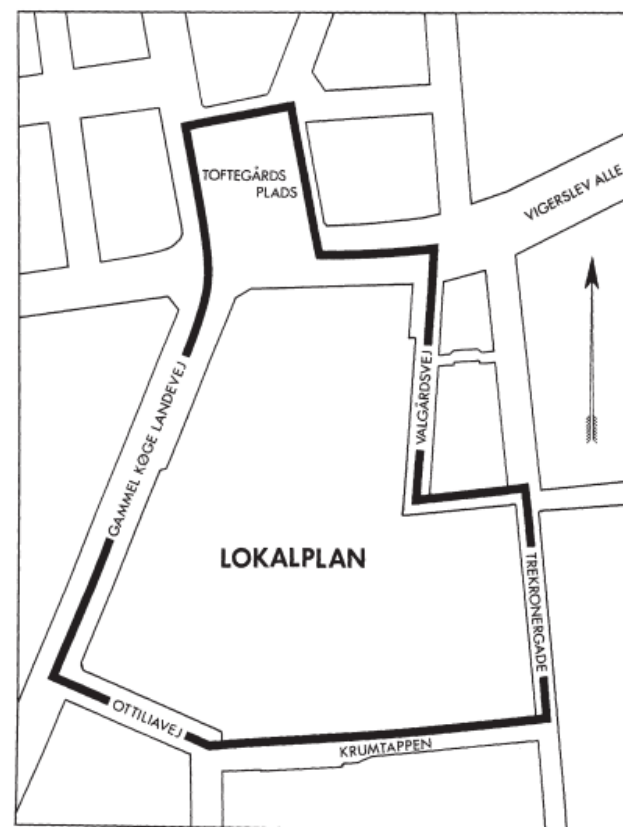 TOFTEGÅRDS
PLADS
VIGERSLEV ALLE
VALGÅRDSVEJ
GAMMEL KØGE LANDEVEJ
LOKALPLAN
TREKRONERGADE
OTTILIAVEJ
KRUMTAPPEN